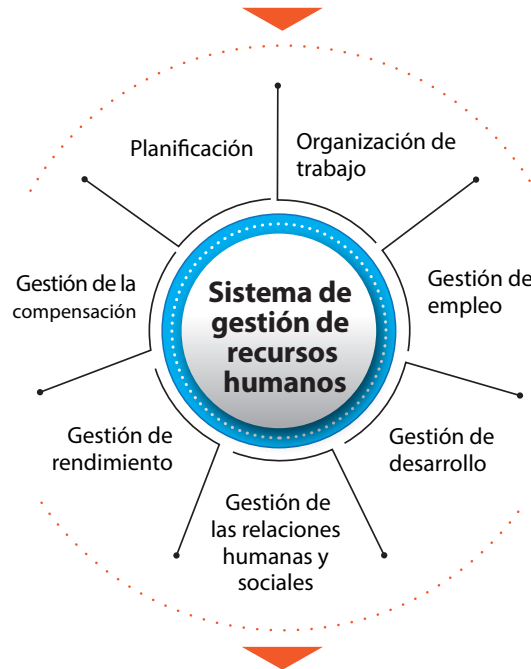 Planificación
Organización de
trabajo
Gestión de
empleo
Gestión de
desarrollo
Gestión de
las relaciones
humanas y
sociales
Gestión de
rendimiento
Gestión de la
compensación
Sistema de
gestión de
recursos
humanos